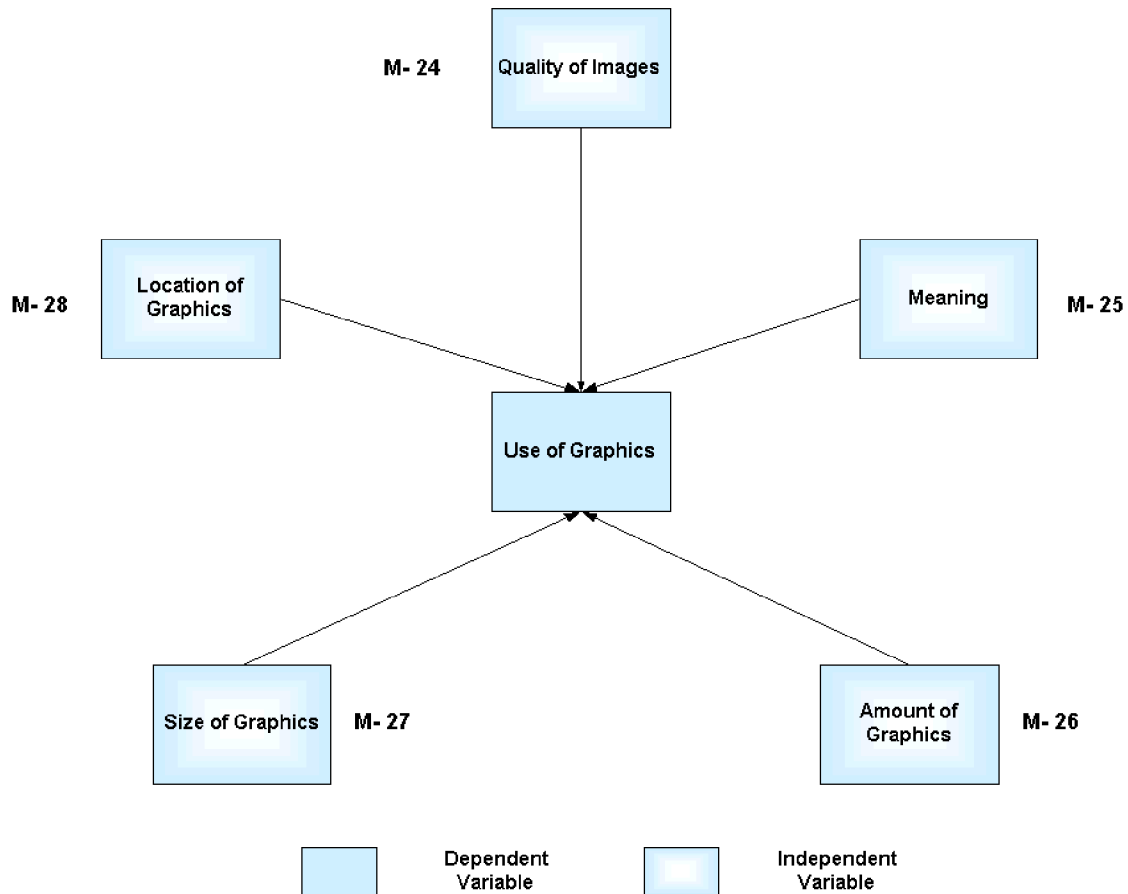 M- 24
Quality of Images
M- 28
Location of
Graphics
Meaning
M- 25
Use of Graphics
Size of Graphics
M- 27
Amount of
Graphics
M- 26
Dependent
Variable
Independent
Variable